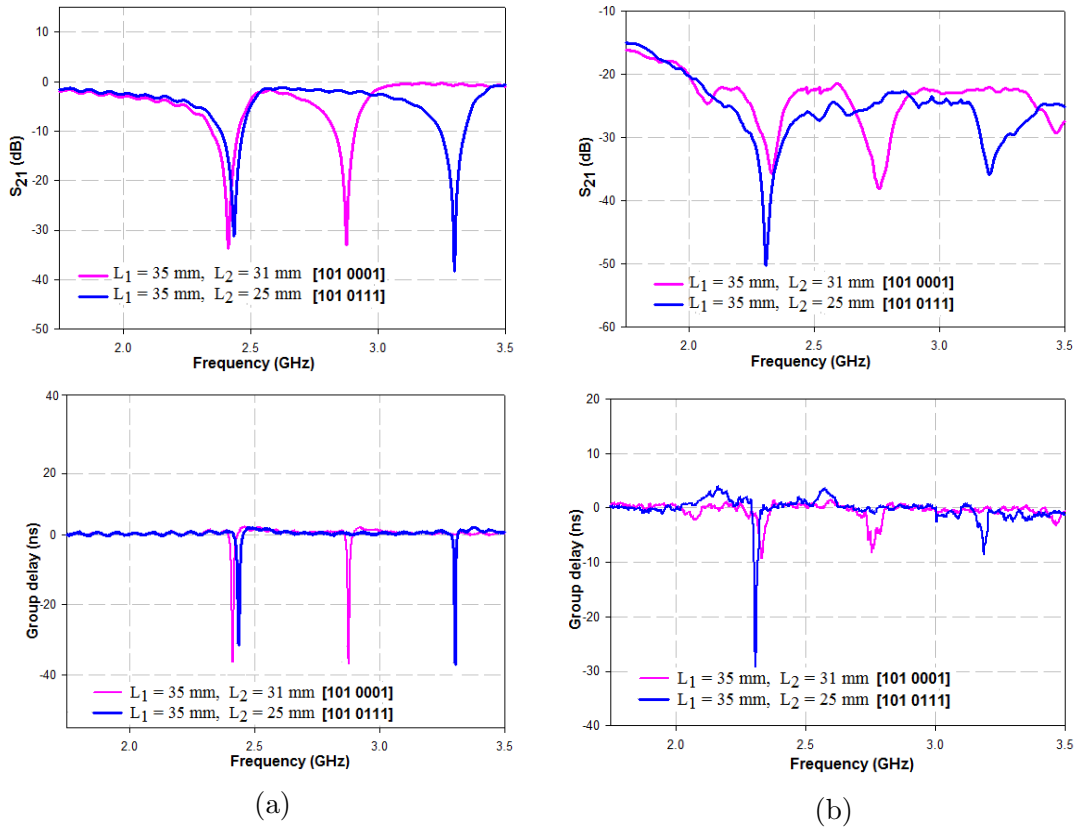 10
0
-10
-20
-30
-40
-50
S21 (dB)
L1 = 35 mm, L2 = 31 mm [101 0001]
L1 = 35 mm, L2 = 25 mm [101 0111]
2.0 2.5 3.0 3.5
Frequency (GHz)
-10
-20
-30
-40
-50
-60
S21 (dB)
L1 = 35 mm, L2 = 31 mm [101 0001]
L1 = 35 mm, L2 = 25 mm [101 0111]
2.0 2.5 3.0 3.5
Frequency (GHz)
40
20
0
-20
-40
Group delay (ns)
L1 = 35 mm, L2 = 31 mm [101 0001]
L1 = 35 mm, L2 = 25 mm [101 0111]
2.0 2.5 3.0 3.5
Frequency (GHz)
(a)
20
10
0
-10
-20
-30
-40
Group delay (ns)
L1 = 35 mm, L2 = 31 mm [101 0001]
L1 = 35 mm, L2 = 25 mm [101 0111]
2.0 2.5 3.0 3.5
Frequency (GHz)
(b)